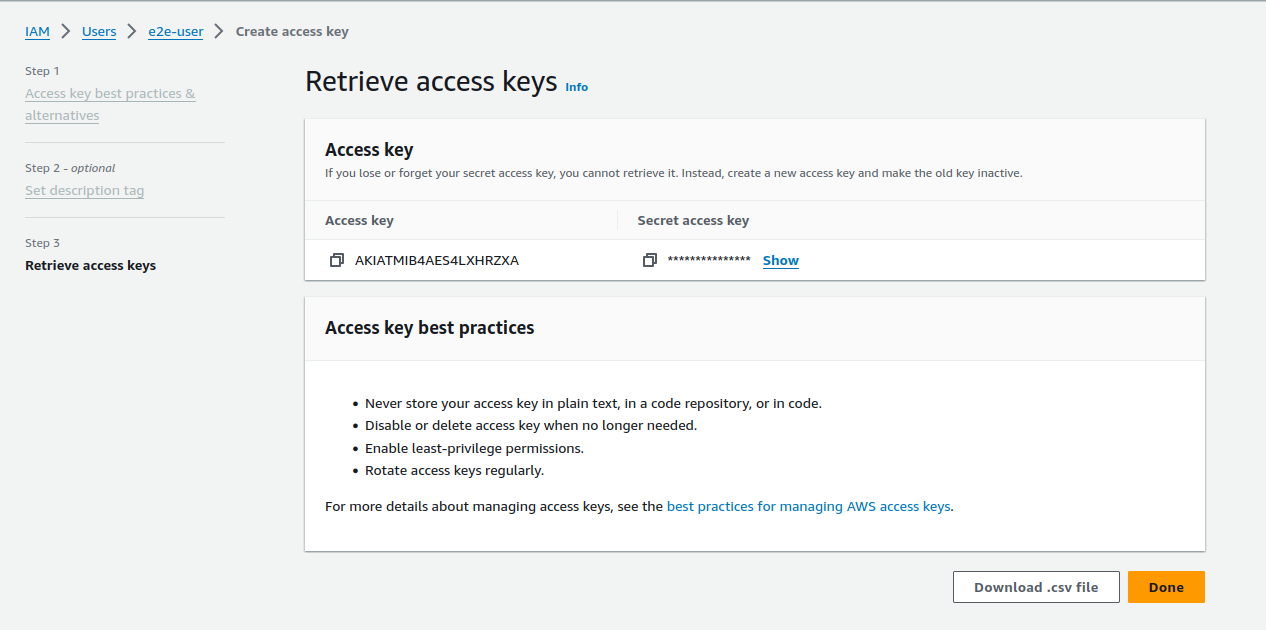 IAM > Users > e2e-user > Create access key
Step 1
Access key best practices &
alternatives
Step 2 - optional
Set description tag
Step 3
Retrieve access keys
Retrieve access keys Info
Access key
If you lose or forget your secret access key, you cannot retrieve it. Instead, create a new access key and make the old key inactive.
Access key Secret access key
AKIATMIB4AES4LXHRZXA *************** Show
Access key best practices
• Never store your access key in plain text, in a code repository, or in code.
• Disable or delete access key when no longer needed.
• Enable least-privilege permissions.
• Rotate access keys regularly.
For more details about managing access keys, see the best practices for managing AWS access keys.
Download .csv file Done